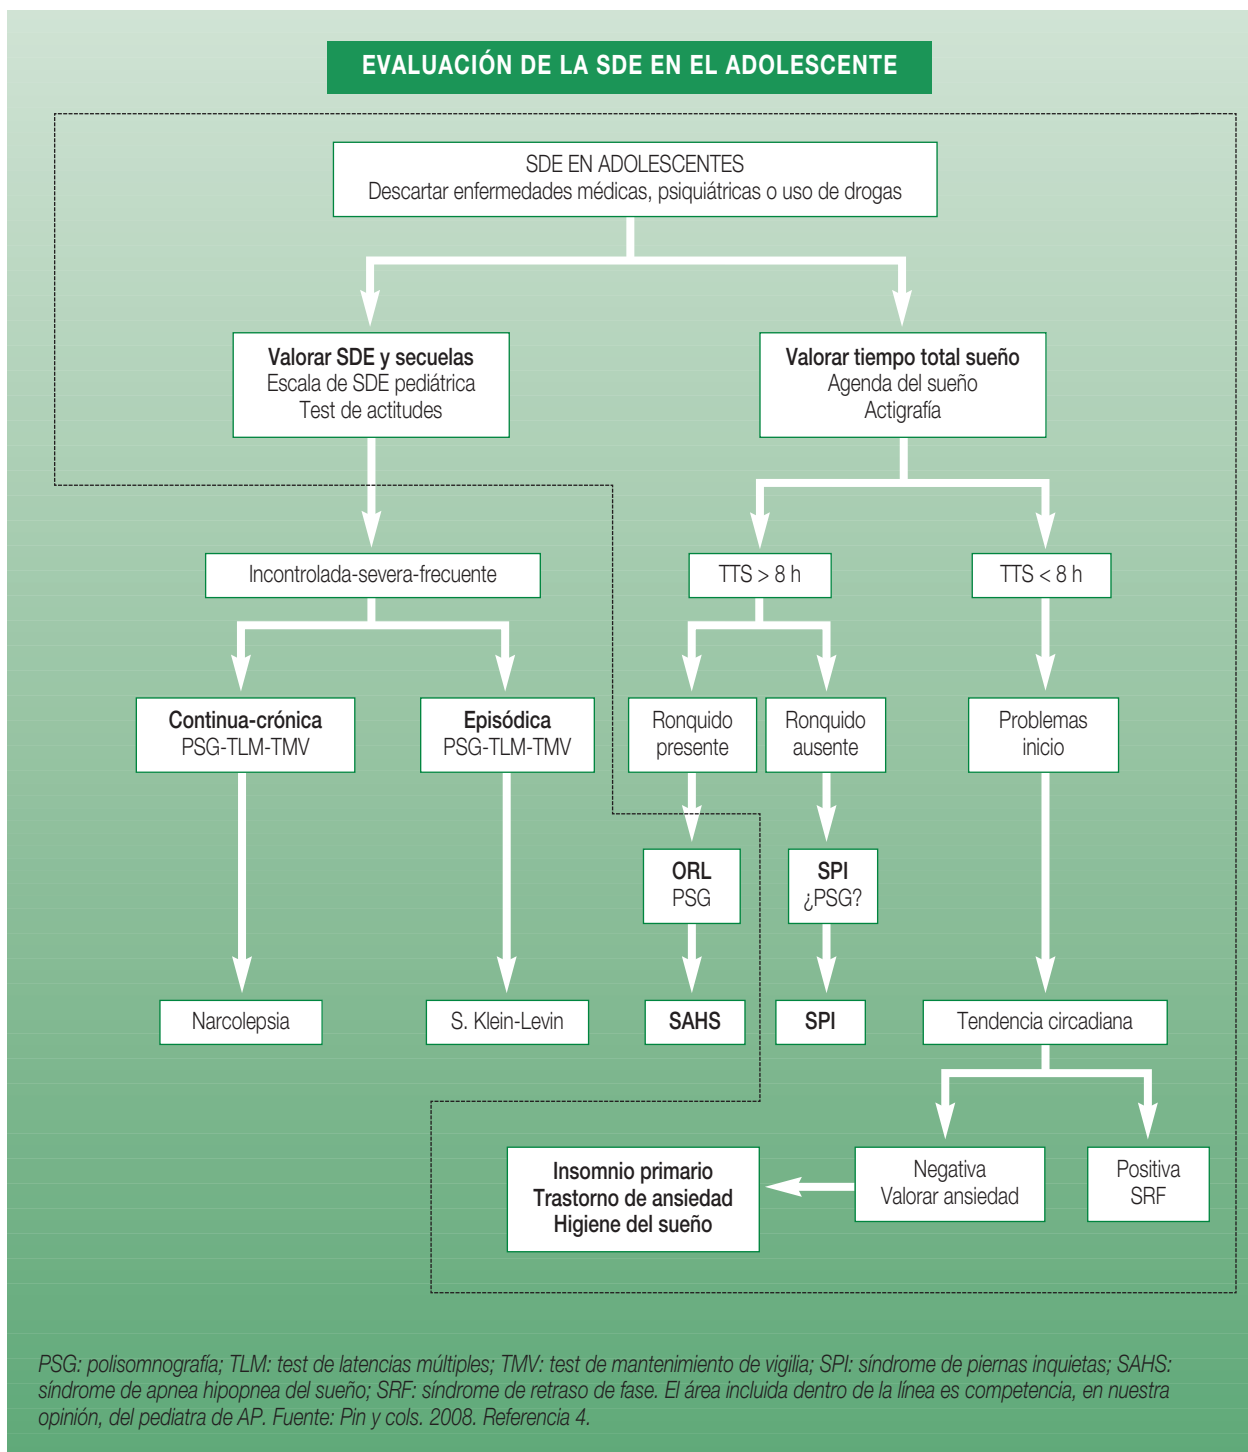 EVALUACIÓN DE LA SDE EN EL ADOLESCENTE
SDE EN ADOLESCENTES
Descartar enfermedades médicas, psiquiátricas o uso de drogas
Valorar SDE y secuelas
Escala de SDE pediátrica
Test de actitudes
Valorar tiempo total sueño
Agenda del sueño
Actigrafía
Incontrolada-severa-frecuente
TTS > 8 h
TTS < 8 h
Continua-crónica
PSG-TLM-TMV
Episódica
PSG-TLM-TMV
Ronquido
presente
Ronquido
ausente
Problemas
inicio
ORL
PSG
SPI
¿PSG?
Narcolepsia
S. Klein-Levin
SAHS
SPI
Tendencia circadiana
Insomnio primario
Trastorno de ansiedad
Higiene del sueño
Negativa
Valorar ansiedad
Positiva
SRF
PSG: polisomnografía; TLM: test de latencias múltiples; TMV: test de mantenimiento de vigilia; SPI: síndrome de piernas inquietas; SAHS:
síndrome de apnea hipopnea del sueño; SRF: síndrome de retraso de fase. El área incluida dentro de la línea es competencia, en nuestra
opinión, del pediatra de AP. Fuente: Pin y cols. 2008. Referencia 4.